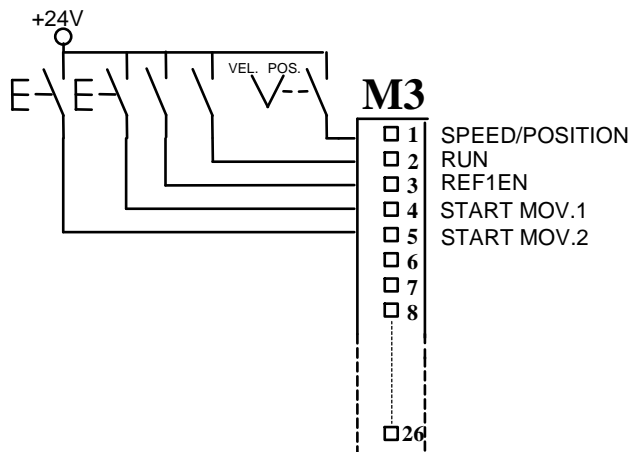 +24V
VEL. POS.
M3
1 SPEED/POSITION
2 RUN
3 REF1EN
4 START MOV.1
5 START MOV.2
6
7
8
26